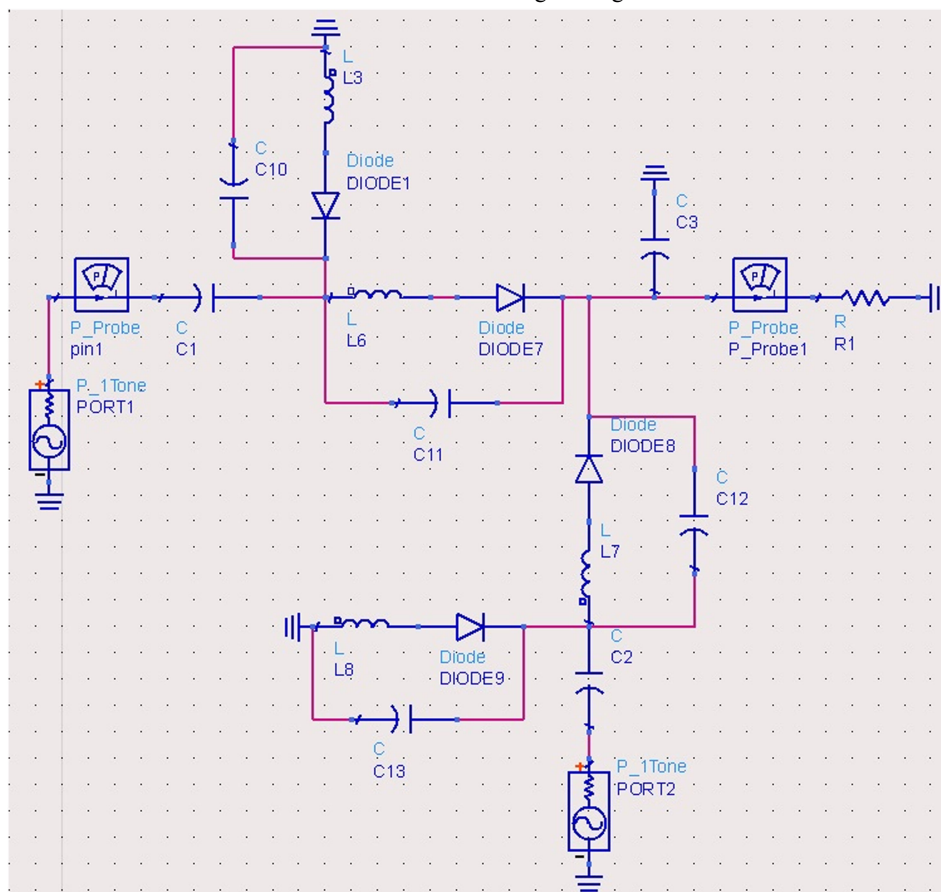 L
L3
C
C10
Diode
DIODE1
C
C3
P_Probe
pin1
C
C1
L
L6
Diode
DIODE7
P_Probe
P_Probe1
R
R1
P_1Tone
PORT1
C
C11
Diode
DIODE8
C
C12
L
L7
L
L8
Diode
DIODE9
C
C2
C
C13
P_1Tone
PORT2